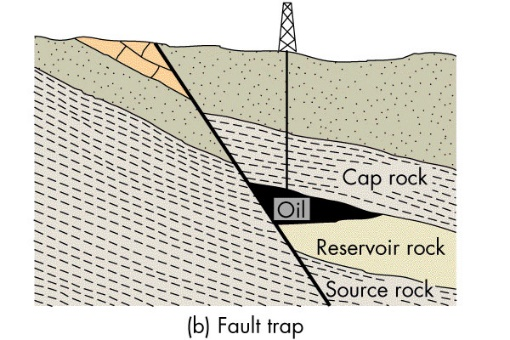 Cap rock
Oil
Reservoir rock
Source rock
(b) Fault trap